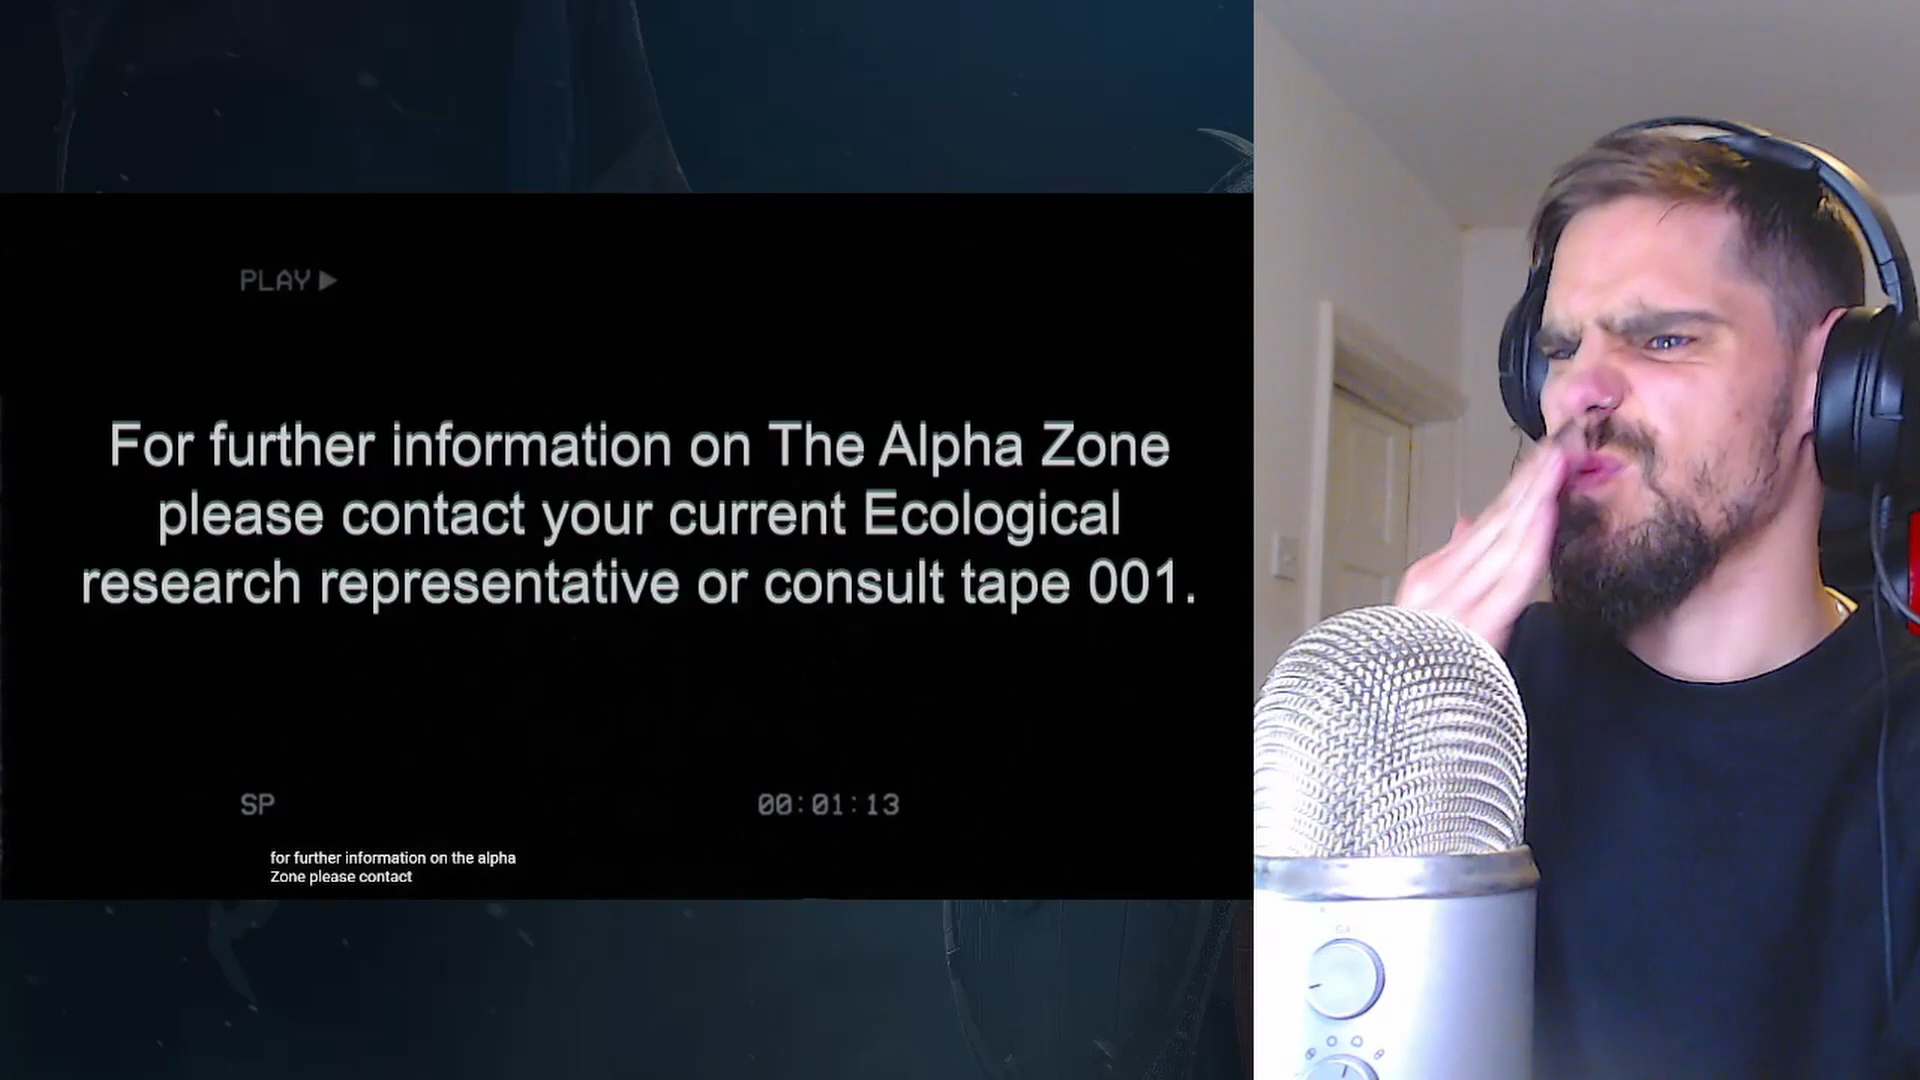 PLAY
For further information on The Alpha Zone
please contact your current Ecological
research representative or consult tape 001.
SP
00:01:13
for further information on the alpha
Zone please contact